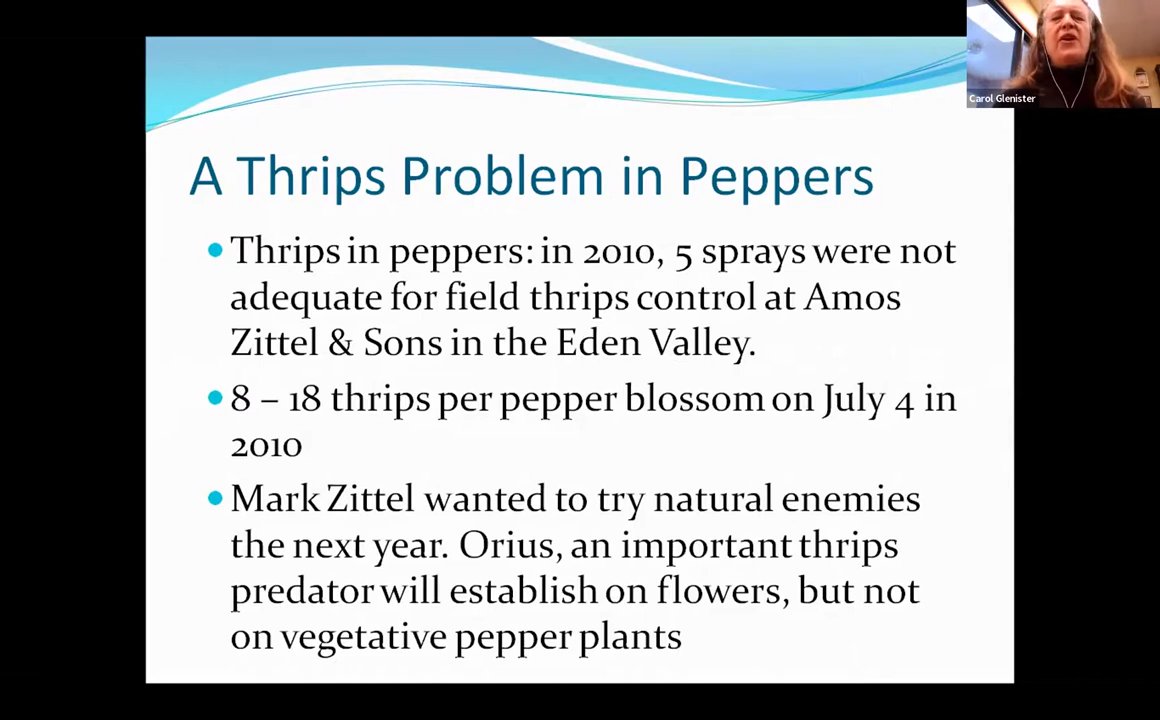 Carol Glenister
A Thrips Problem in Peppers
Thrips in peppers: in 2010, 5 sprays were not
adequate for field thrips control at Amos
Zittel & Sons in the Eden Valley.
8 – 18 thrips per pepper blossom on July 4 in
2010
Mark Zittel wanted to try natural enemies
the next year. Orius, an important thrips
predator will establish on flowers, but not
on vegetative pepper plants